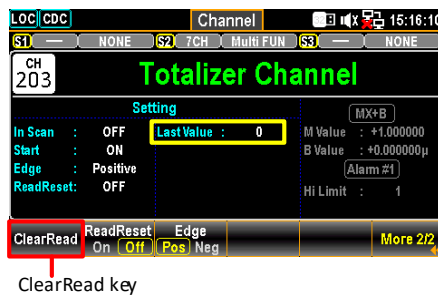 LOC CDC Channel 15:16:10
S1 — NONE S2 7CH Multi FUN S3 — NONE
CH 203 Totalizer Channel
Setting MX+B
In Scan : OFF Last Value : 0 M Value : +1.000000
Start : ON B Value : +0.000000µ
Edge : Positive Alarm #1
ReadReset: OFF Hi Limit : 1
ClearRead ReadReset On Off Edge Pos Neg More 2/2
ClearRead key